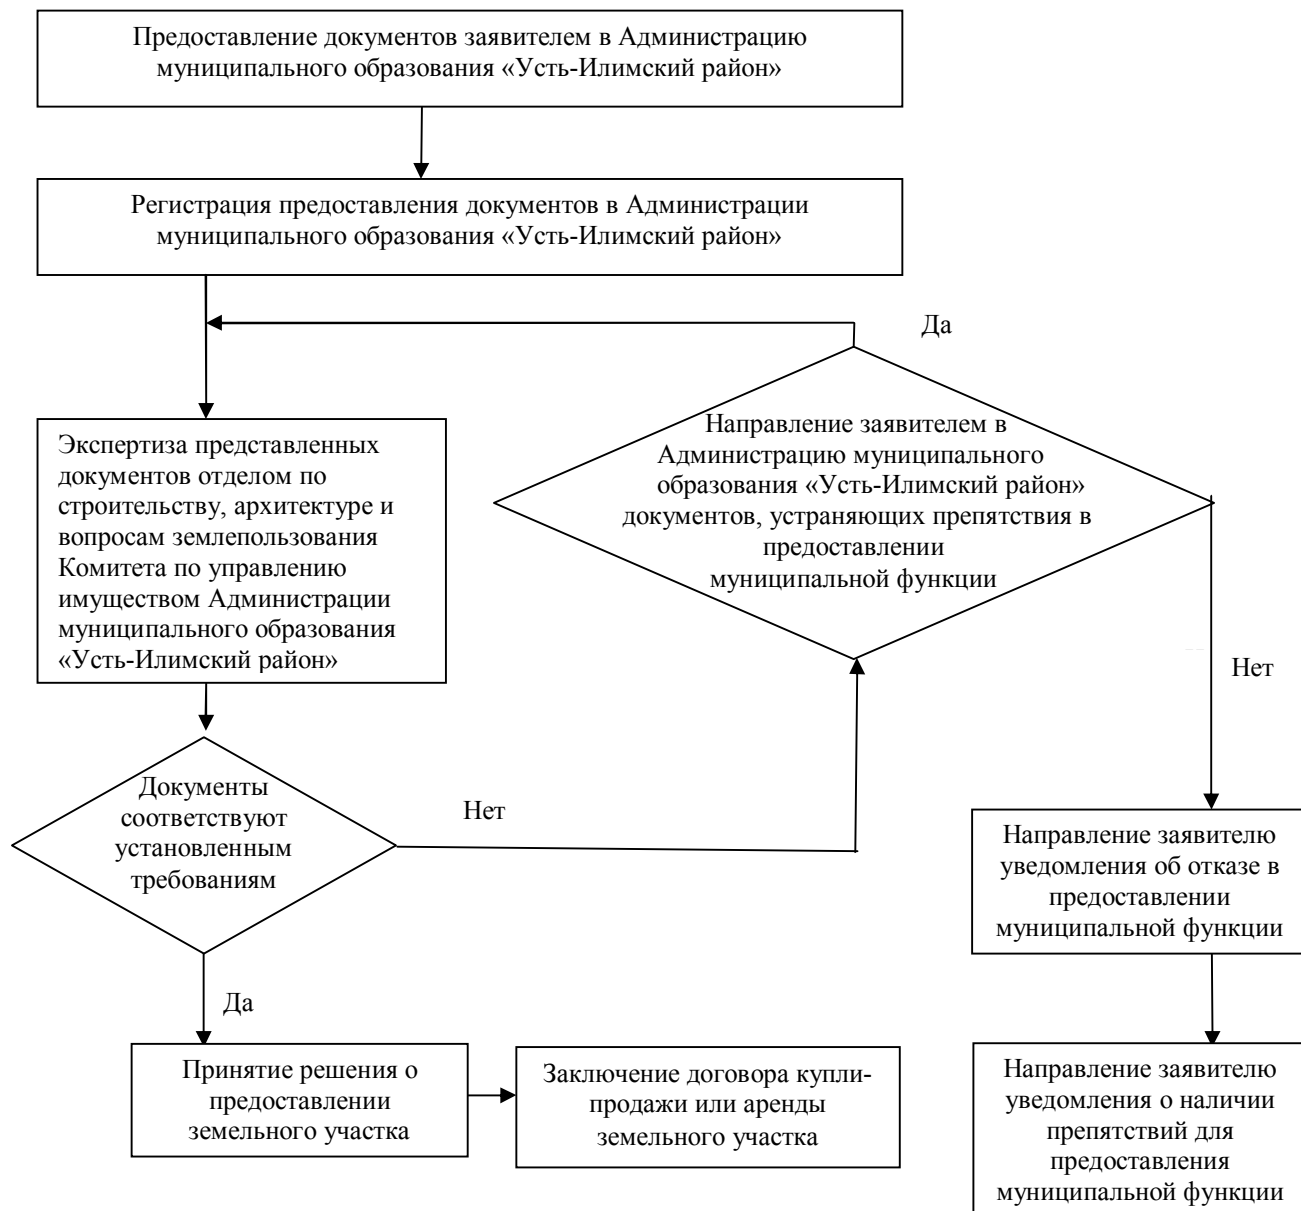 Предоставление документов заявителем в Администрацию
муниципального образования «Усть-Илимский район»
Регистрация предоставления документов в Администрации
муниципального образования «Усть-Илимский район»
Да
Направление заявителем в
Администрацию муниципального
образования «Усть-Илимский район»
документов, устраняющих препятствия в
предоставлении
муниципальной функции
Экспертиза представленных
документов отделом по
строительству, архитектуре и
вопросам землепользования
Комитета по управлению
имуществом Администрации
муниципального образования
«Усть-Илимский район»
Нет
Документы
соответствуют
установленным
требованиям
Нет
Направление заявителю
уведомления об отказе в
предоставлении
муниципальной функции
Да
Принятие решения о
предоставлении
земельного участка
Заключение договора купли-
продажи или аренды
земельного участка
Направление заявителю
уведомления о наличии
препятствий для
предоставления
муниципальной функции